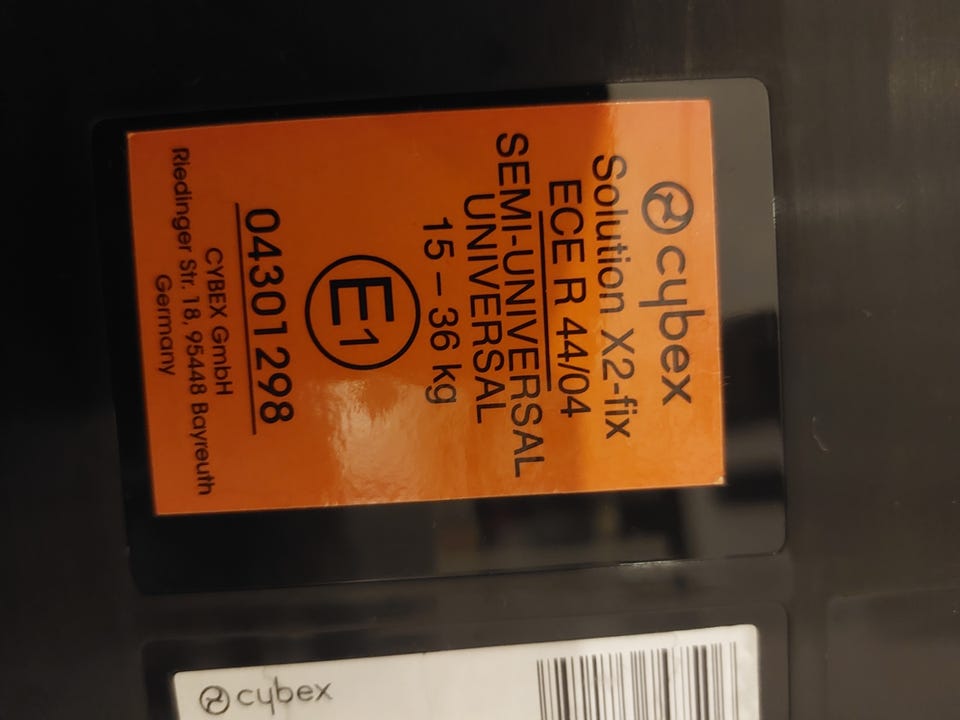 cybex
Solution X2-fix
ECE R 44/04
SEMI-UNIVERSAL
UNIVERSAL
15 – 36 kg
E1
04301298
CYBEX GmbH
Riedinger Str. 18, 95448 Bayreuth
Germany
cybex